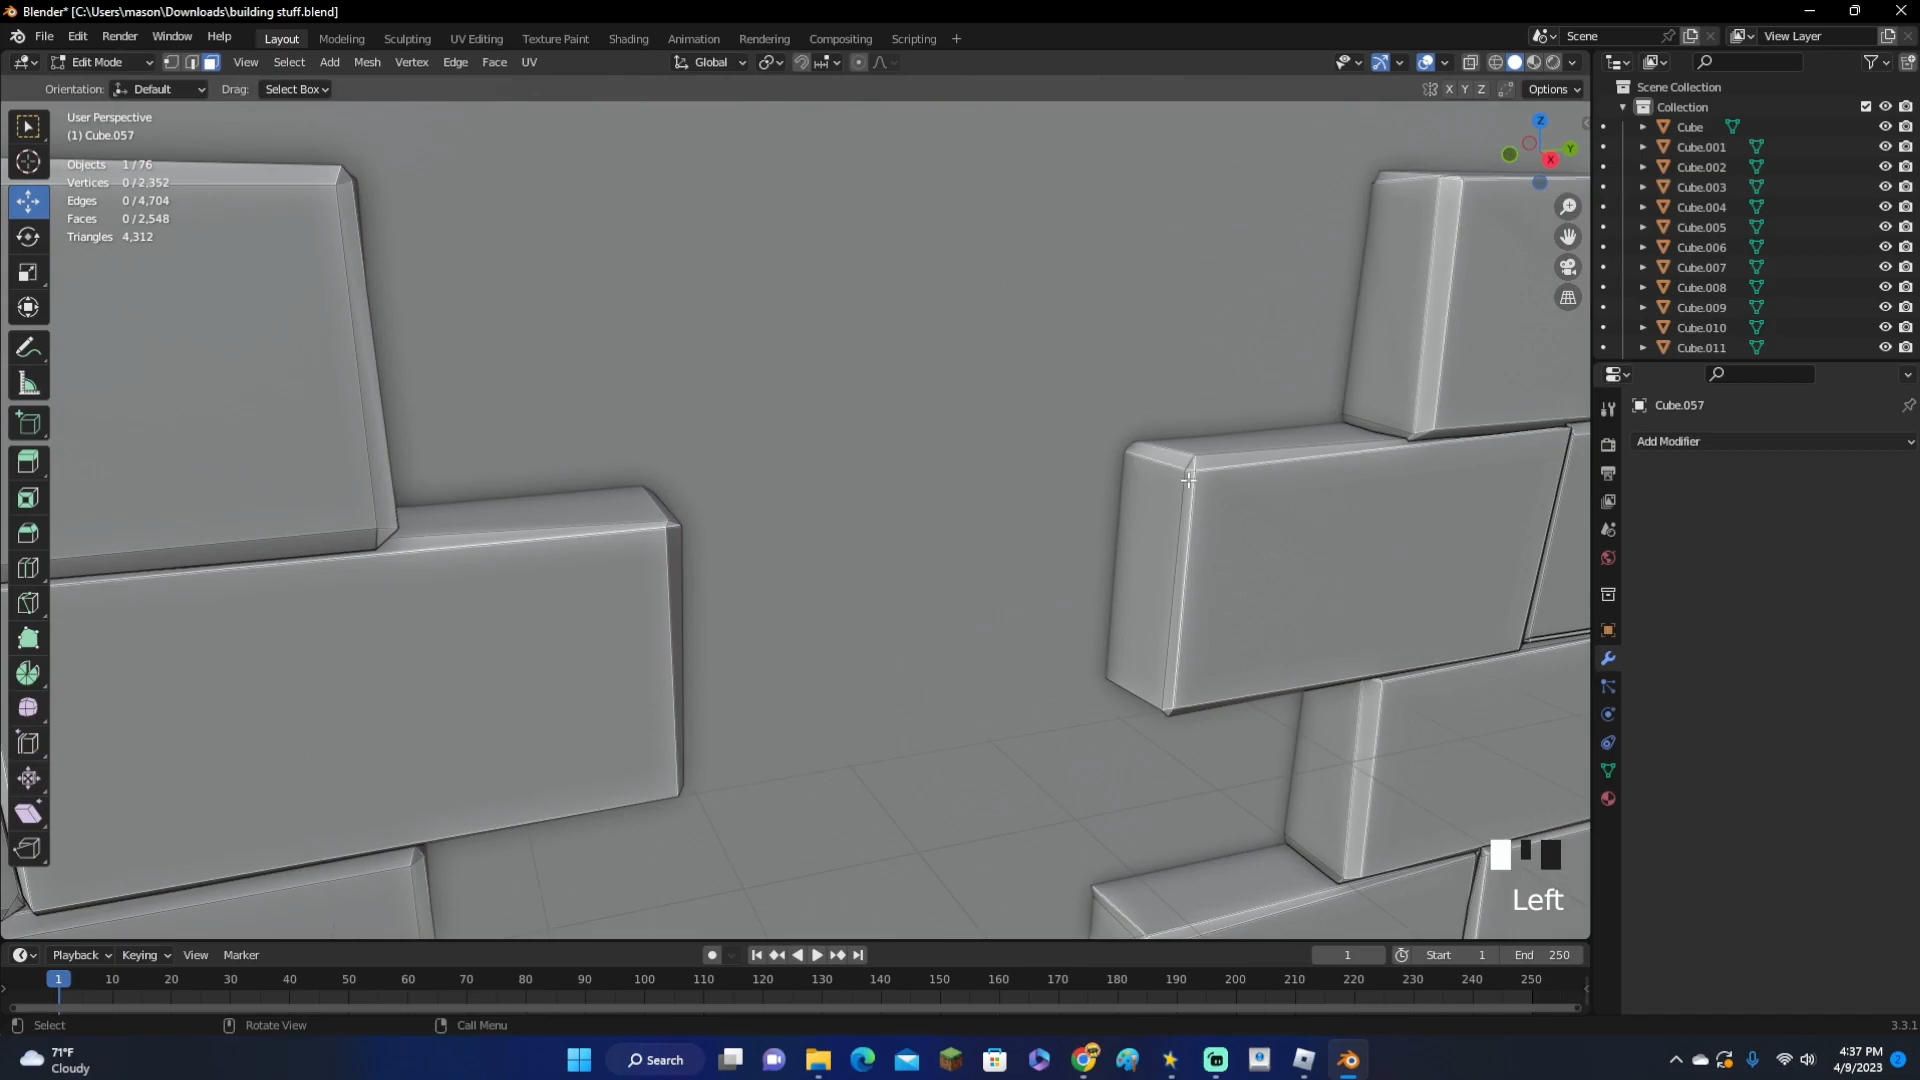 Blender* [C:\Users\mason\Downloads\building stuff.blend]
File Edit Render Window Help Layout Modeling Sculpting UV Editing Texture Paint Shading Animation Rendering Compositing Scripting + Scene View Layer
Edit Mode View Select Add Mesh Vertex Edge Face UV Global
Orientation: Default Drag: Select Box X Y Z Options
User Perspective
(1) Cube.057
Objects 1/76
Vertices 0/2,352
Edges 0/4,704
Faces 0/2,548
Triangles 4,312
Z
Y
X
Left
Scene Collection
Collection
Cube
Cube.001
Cube.002
Cube.003
Cube.004
Cube.005
Cube.006
Cube.007
Cube.008
Cube.009
Cube.010
Cube.011
Cube.057
Add Modifier
Playback Keying View Marker 1 Start 1 End 250
1 10 20 30 40 50 60 70 80 90 100 110 120 130 140 150 160 170 180 190 200 210 220 230 240 250
Select Rotate View Call Menu 3.3.1
71°F
Cloudy
Search
4:37 PM
4/9/2023
2